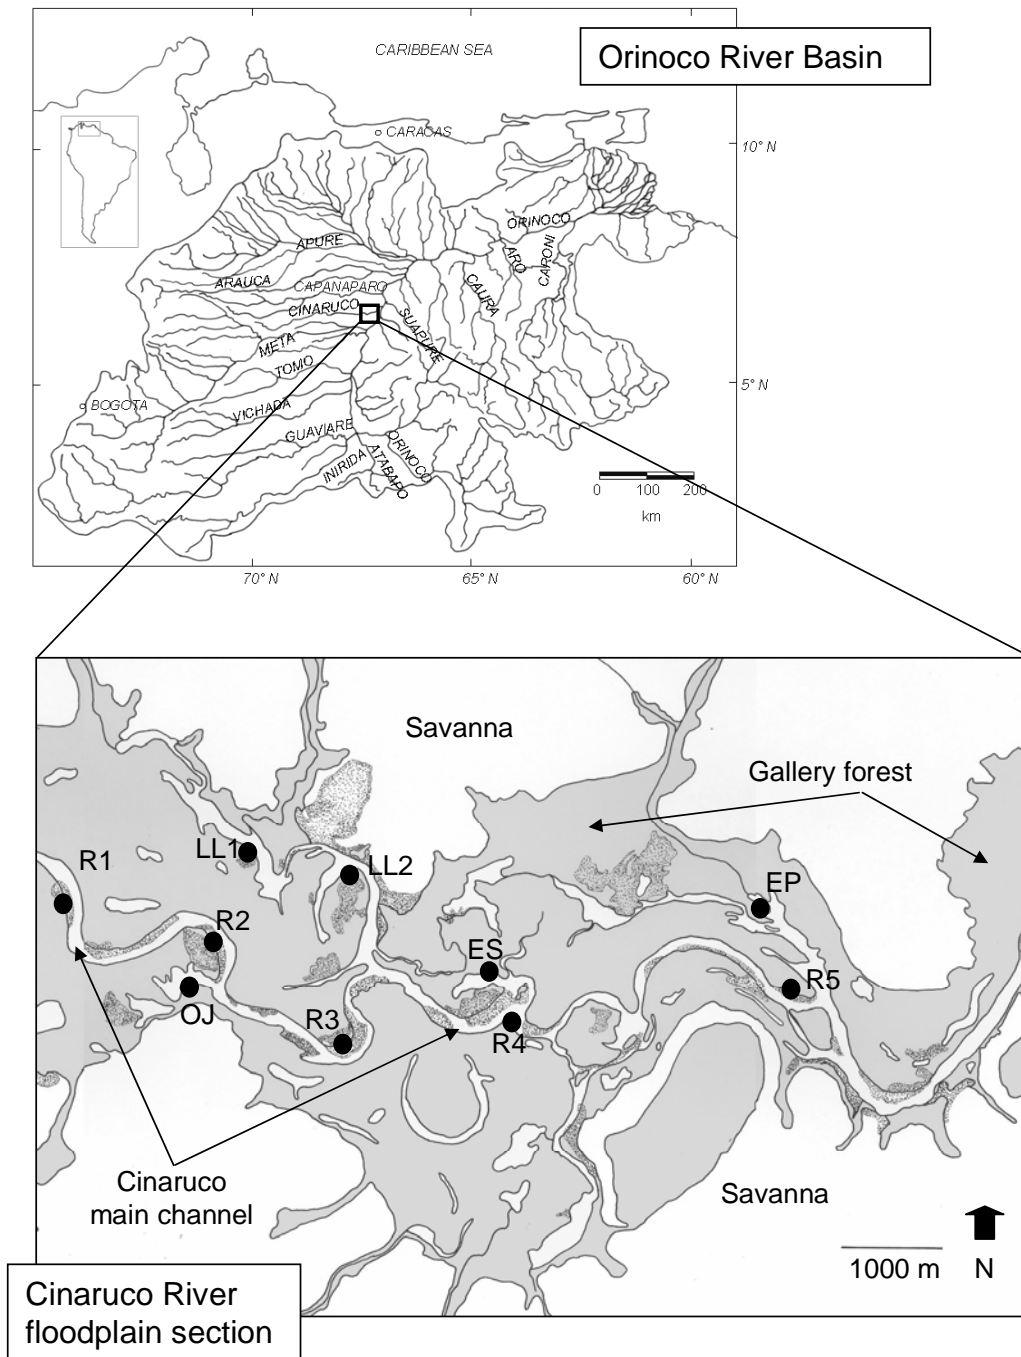 CARIBBEAN SEA
Orinoco River Basin
CARACAS
10° N
ORINOCO
APURE
ARO
CARONI
ARAUCA
CAPANAPARO
CAURA
CINARUCO
SUAPURE
META
TOMO
5° N
BOGOTA
VICHADA
GUAVIARE
ORINOCO
INIRIDA
ATABAPO
0 100 200
km
70° N
65° N
60° N
Savanna
Gallery forest
LL1
R1
LL2
EP
R2
ES
R5
OJ
R3
R4
Cinaruco
main channel
Savanna
1000 m
N
Cinaruco River
floodplain section